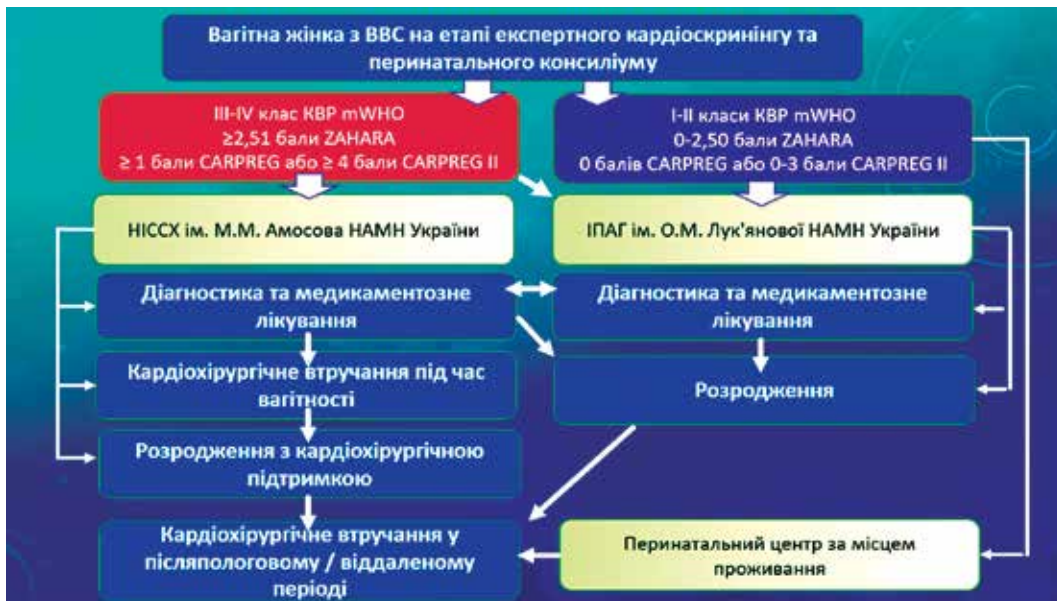 Вагітна жінка з ВВС на етапі експертного кардіоскринінгу та
перинатального консиліуму
III-IV клас КВР mWHO
≥2,51 бали ZAHARA
≥ 1 бали CARPREG або ≥ 4 бали CARPREG II
I-II класи КВР mWHO
0-2,50 бали ZAHARA
0 балів CARPREG або 0-3 бали CARPREG II
НІССХ ім. М.М. Амосова НАМН України
ІПАГ ім. О.М. Лук'янової НАМН України
Діагностика та медикаментозне
лікування
Діагностика та медикаментозне
лікування
Кардіохірургічне втручання під час
вагітності
Розродження
Розродження з кардіохірургічною
підтримкою
Кардіохірургічне втручання у
післяпологовому / віддаленому
періоді
Перинатальний центр за місцем
проживання